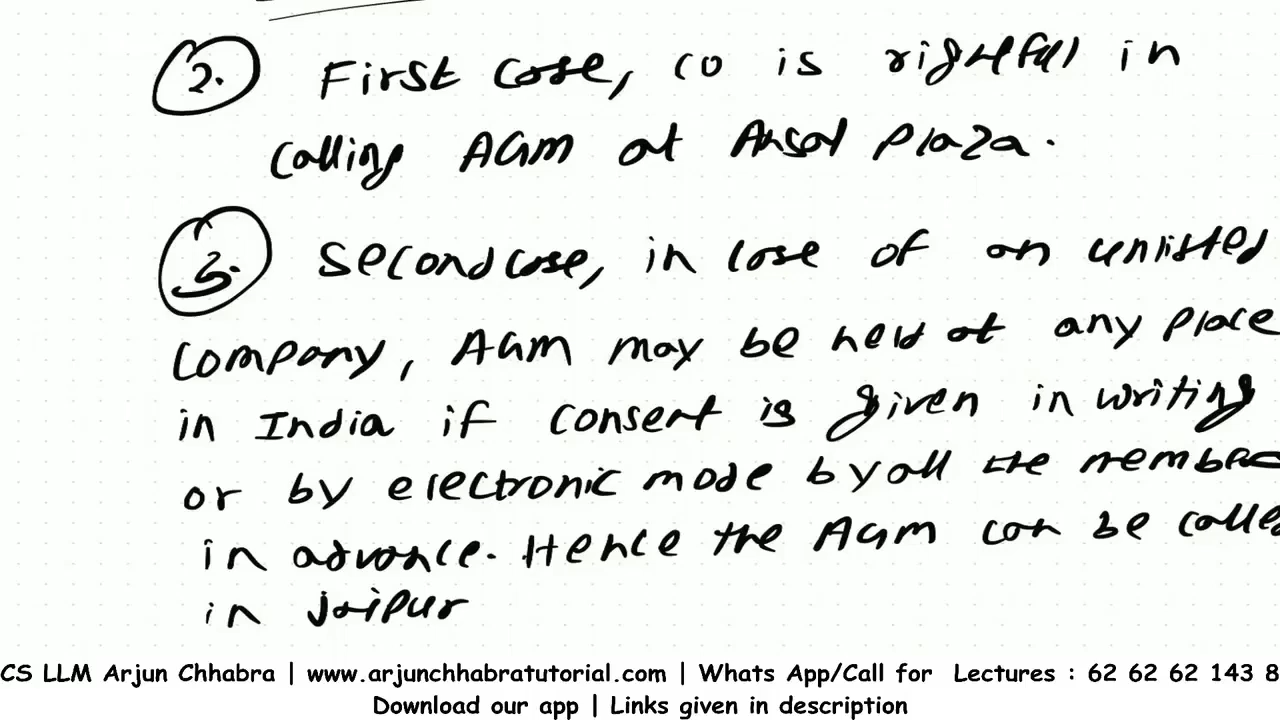 2. First case, co is rightful in
calling AGM at Ansal Plaza.
3. Second case, in case of an unlisted
company, AGM may be held at any place
in India if consent is given in writing
or by electronic mode by all the members
in advance. Hence the AGM can be calle
in Jaipur
CS LLM Arjun Chhabra | www.arjunchhabratutorial.com | Whats App/Call for Lectures : 62 62 62 143 8
Download our app | Links given in description